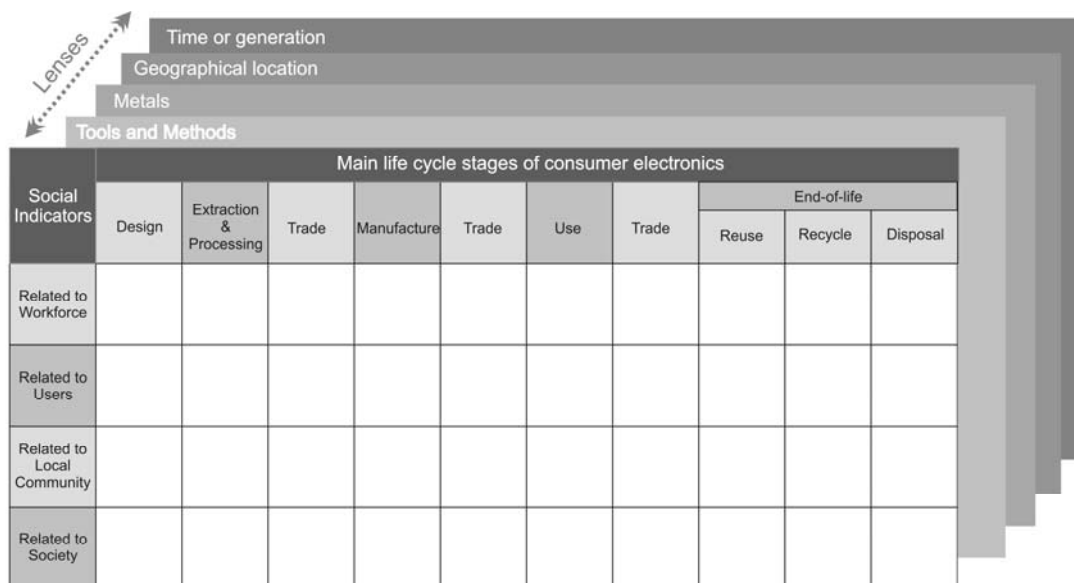 Lenses
Time or generation
Geographical location
Metals
Tools and Methods
Social
Indicators
Main life cycle stages of consumer electronics
Design
Extraction
&
Processing
Trade
Manufacture
Trade
Use
Trade
End-of-life
Reuse
Recycle
Disposal
Related to
Workforce
Related to
Users
Related to
Local
Community
Related to
Society